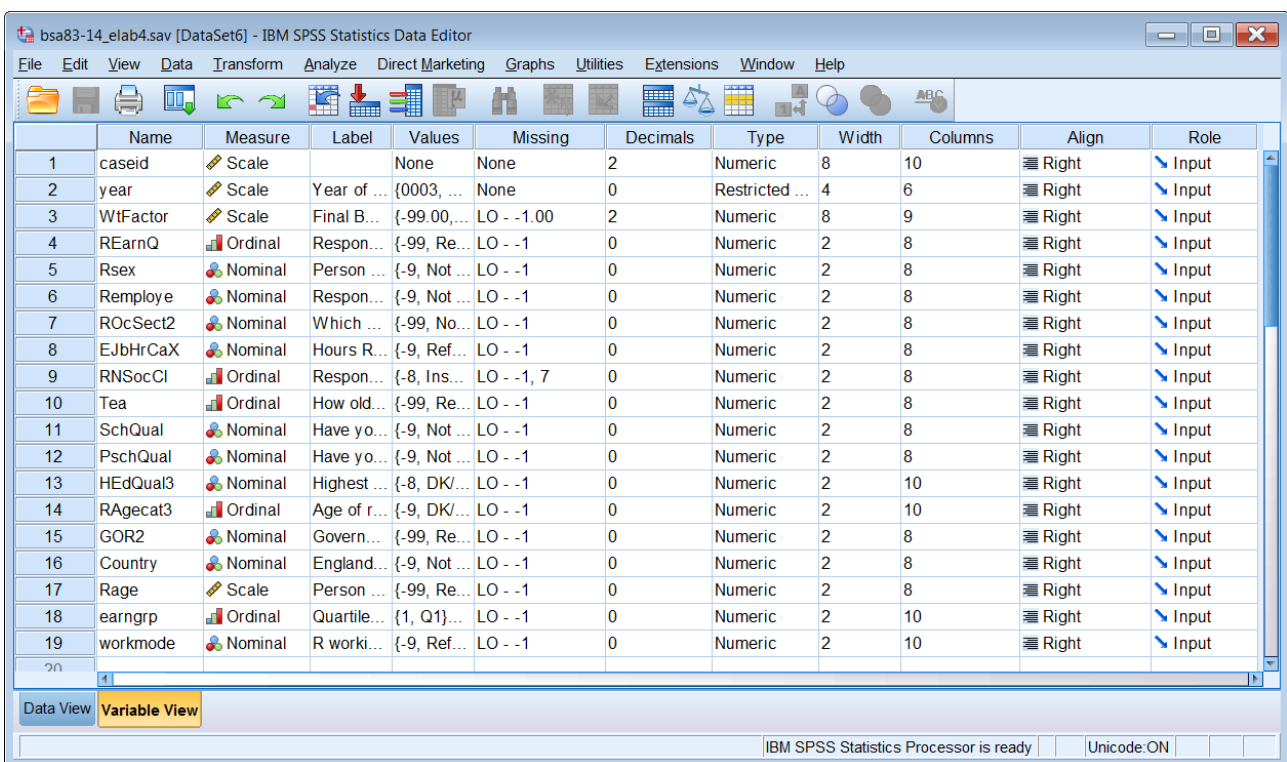 bsa83-14_elab4.sav [DataSet6] - IBM SPSS Statistics Data Editor
File Edit View Data Transform Analyze Direct Marketing Graphs Utilities Extensions Window Help
Name Measure Label Values Missing Decimals Type Width Columns Align Role
1 caseid Scale None None 2 Numeric 8 10 Right Input
2 year Scale Year of ... {0003, ... None 0 Restricted ... 4 6 Right Input
3 WtFactor Scale Final B... {-99.00,... LO - -1.00 2 Numeric 8 9 Right Input
4 REarnQ Ordinal Respon... {-99, Re... LO - -1 0 Numeric 2 8 Right Input
5 Rsex Nominal Person ... {-9, Not ... LO - -1 0 Numeric 2 8 Right Input
6 Remploye Nominal Respon... {-9, Not ... LO - -1 0 Numeric 2 8 Right Input
7 ROcSect2 Nominal Which ... {-99, No... LO - -1 0 Numeric 2 8 Right Input
8 EJbHrCaX Nominal Hours R... {-9, Ref... LO - -1 0 Numeric 2 8 Right Input
9 RNSocCl Ordinal Respon... {-8, Ins... LO - -1, 7 0 Numeric 2 8 Right Input
10 Tea Ordinal How old... {-99, Re... LO - -1 0 Numeric 2 8 Right Input
11 SchQual Nominal Have yo... {-9, Not ... LO - -1 0 Numeric 2 8 Right Input
12 PschQual Nominal Have yo... {-9, Not ... LO - -1 0 Numeric 2 8 Right Input
13 HEdQual3 Nominal Highest ... {-8, DK/... LO - -1 0 Numeric 2 10 Right Input
14 RAgecat3 Ordinal Age of r... {-9, DK/... LO - -1 0 Numeric 2 10 Right Input
15 GOR2 Nominal Govern... {-99, Re... LO - -1 0 Numeric 2 8 Right Input
16 Country Nominal England... {-9, Not ... LO - -1 0 Numeric 2 8 Right Input
17 Rage Scale Person ... {-99, Re... LO - -1 0 Numeric 2 8 Right Input
18 earngrp Ordinal Quartile... {1, Q1}... LO - -1 0 Numeric 2 10 Right Input
19 workmode Nominal R worki... {-9, Ref... LO - -1 0 Numeric 2 10 Right Input
20
Data View Variable View
IBM SPSS Statistics Processor is ready Unicode:ON